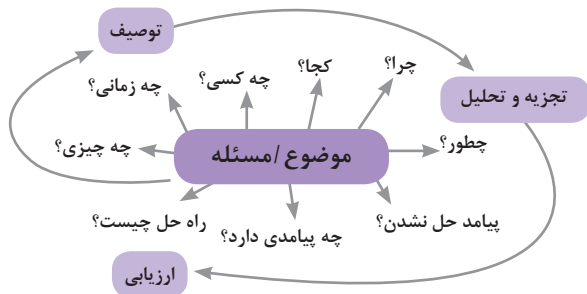 توصیف
چرا؟
کجا؟
چه کسی؟
چه زمانی؟
تجزیه و تحلیل
چطور؟
موضوع/مسئله
چه چیزی؟
پیامد حل نشدن؟
چه پیامدی دارد؟
راه حل چیست؟
ارزیابی